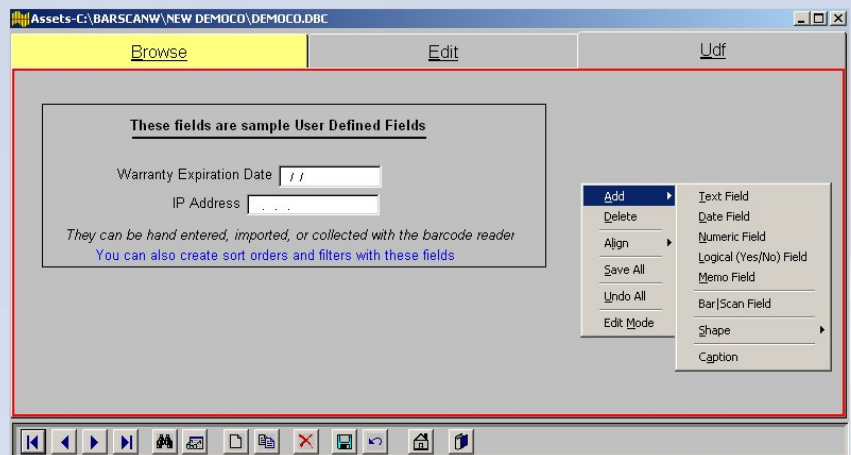 Assets-C:\BARSCANW\NEW DEMOCO\DEMOCO.DBC
Browse Edit Udf
These fields are sample User Defined Fields
Warranty Expiration Date / /
IP Address . . .
They can be hand entered, imported, or collected with the barcode reader
You can also create sort orders and filters with these fields
Add
Delete
Align
Save All
Undo All
Edit Mode
Text Field
Date Field
Numeric Field
Logical (Yes/No) Field
Memo Field
Bar|Scan Field
Shape
Caption